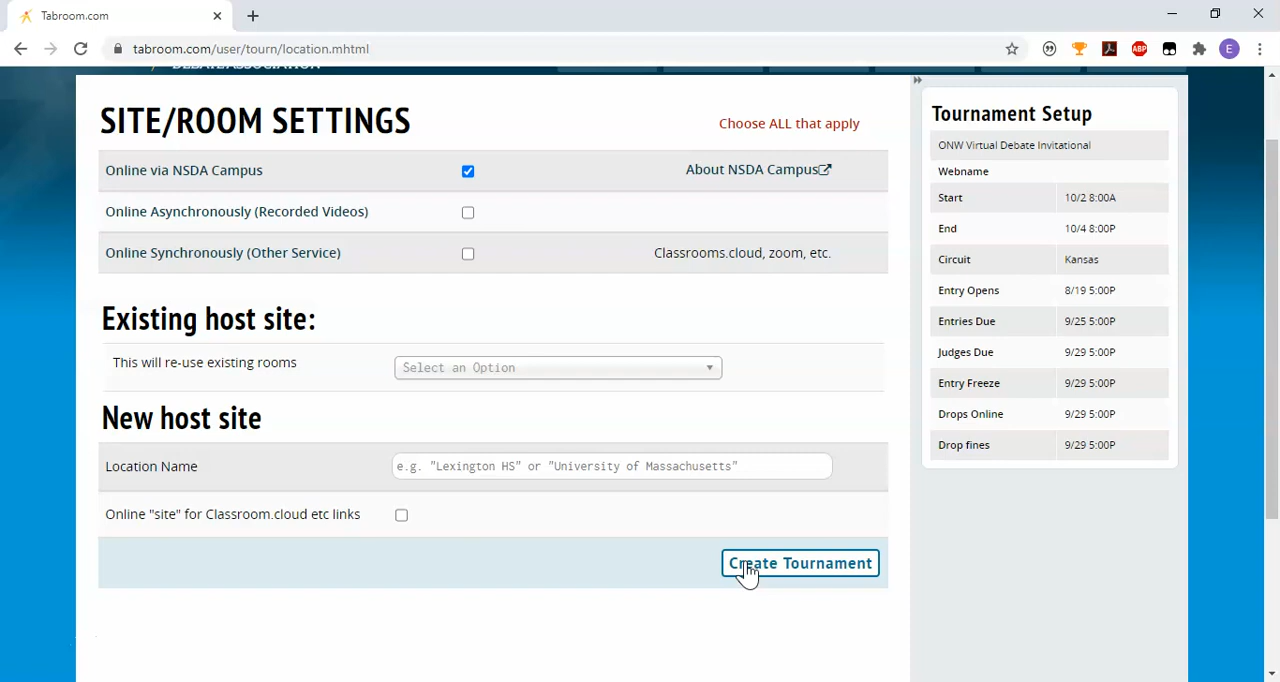 Tabroom.com
tabroom.com/user/tourn/location.mhtml
ABP
E
DEBATE ASSOCIATION
SITE/ROOM SETTINGS
Choose ALL that apply
Online via NSDA Campus
About NSDA Campus
Online Asynchronously (Recorded Videos)
Online Synchronously (Other Service)
Classrooms.cloud, zoom, etc.
Existing host site:
This will re-use existing rooms
Select an Option
New host site
Location Name
e.g. "Lexington HS" or "University of Massachusetts"
Online "site" for Classroom.cloud etc links
Create Tournament
Tournament Setup
ONW Virtual Debate Invitational
Webname
Start 10/2 8:00A
End 10/4 8:00P
Circuit Kansas
Entry Opens 8/19 5:00P
Entries Due 9/25 5:00P
Judges Due 9/29 5:00P
Entry Freeze 9/29 5:00P
Drops Online 9/29 5:00P
Drop fines 9/29 5:00P